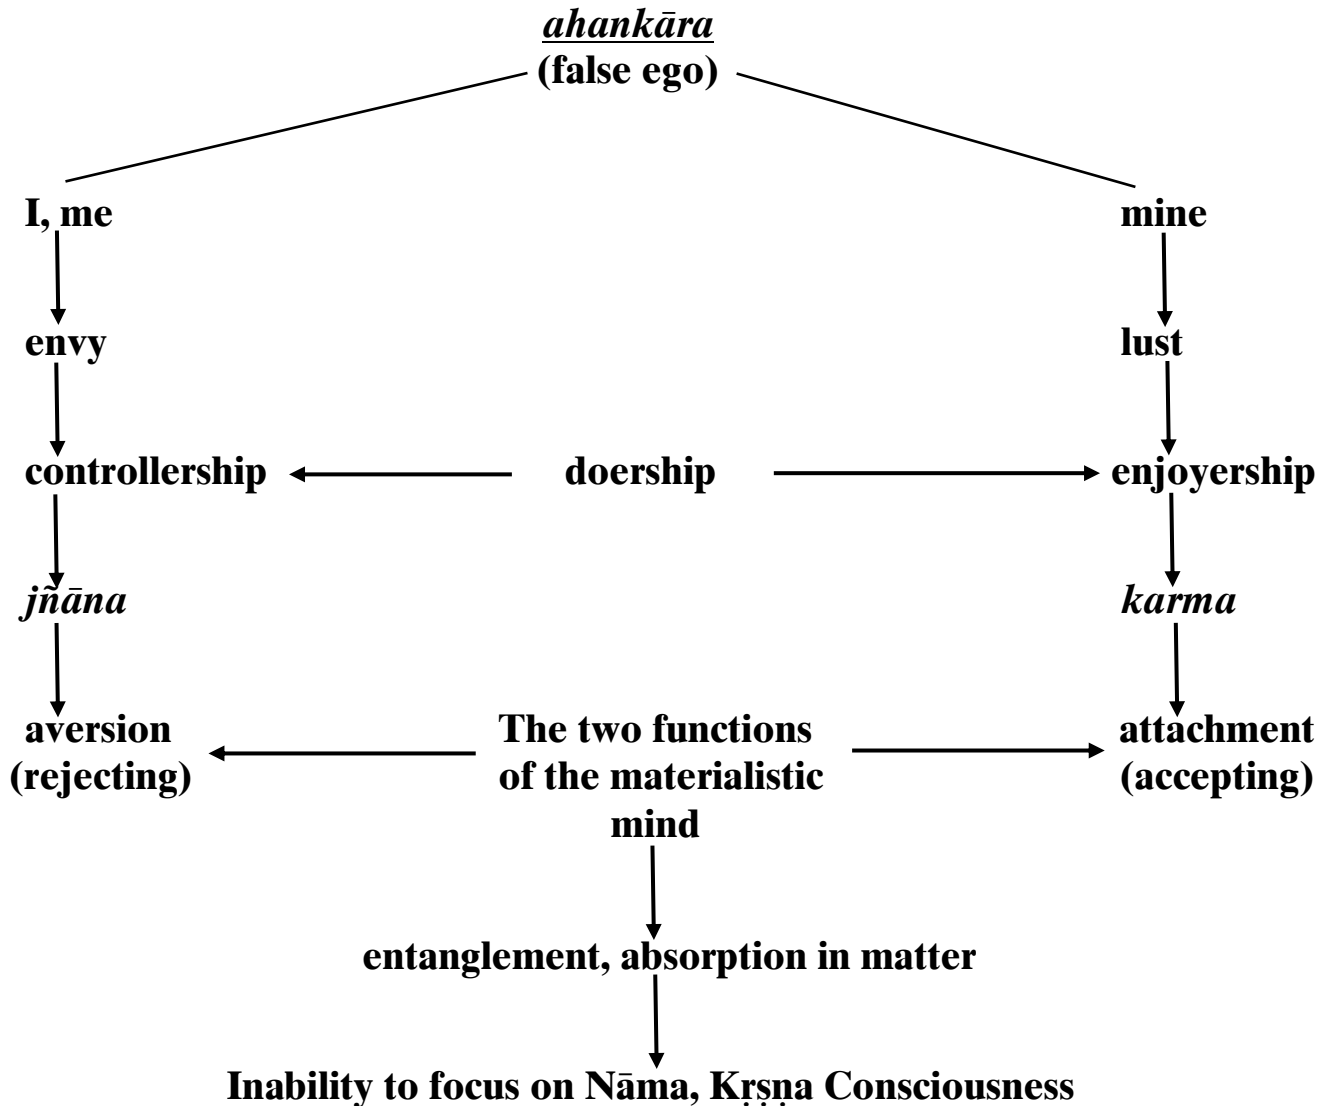 ahankāra
(false ego)
I, me
mine
envy
lust
controllership
doership
enjoyership
jñāna
karma
aversion
(rejecting)
The two functions
of the materialistic
mind
attachment
(accepting)
entanglement, absorption in matter
Inability to focus on Nāma, Kṛṣṇa Consciousness